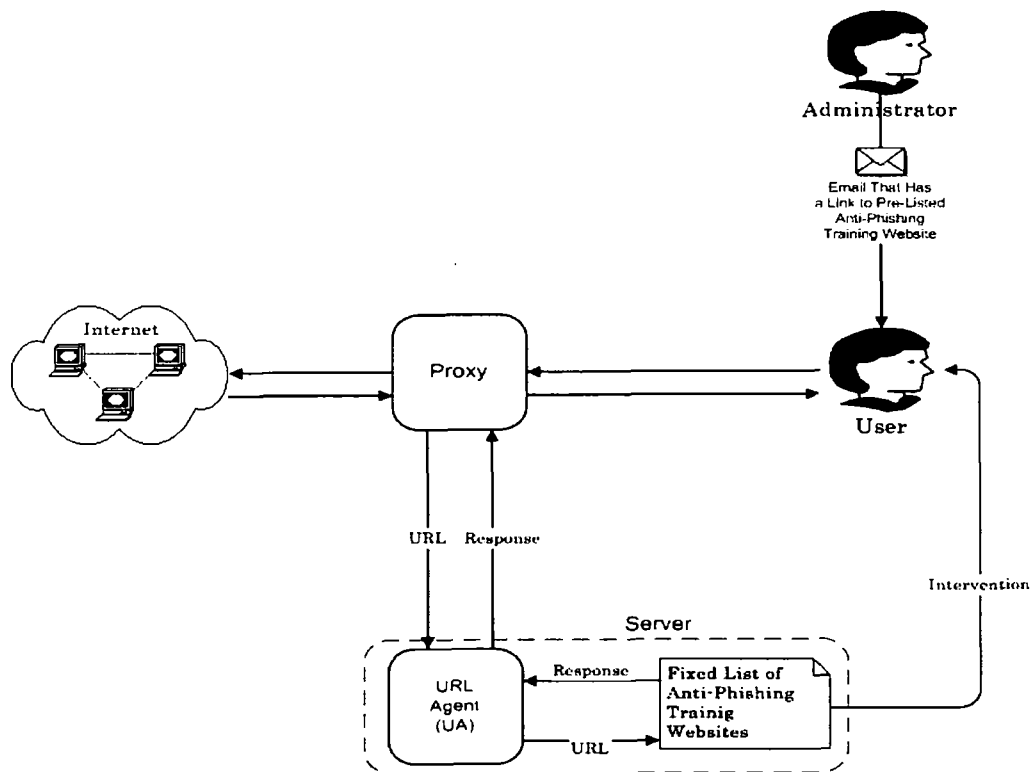 Administrator
Email That Has
a Link to Pre-Listed
Anti-Phishing
Training Website
Internet
Proxy
User
URL Response
Intervention
Server
URL
Agent
(UA)
Response
URL
Fixed List of
Anti-Phishing
Trainig
Websites